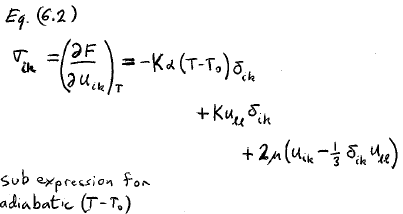 Eq. (6.2)
σ_ik = (∂F/∂u_ik)_T = -Kα(T-T₀)δ_ik
+ Ku_ll δ_ik
+ 2μ(u_ik - 1/3 δ_ik u_ll)
sub expression for
adiabatic (T-T₀)